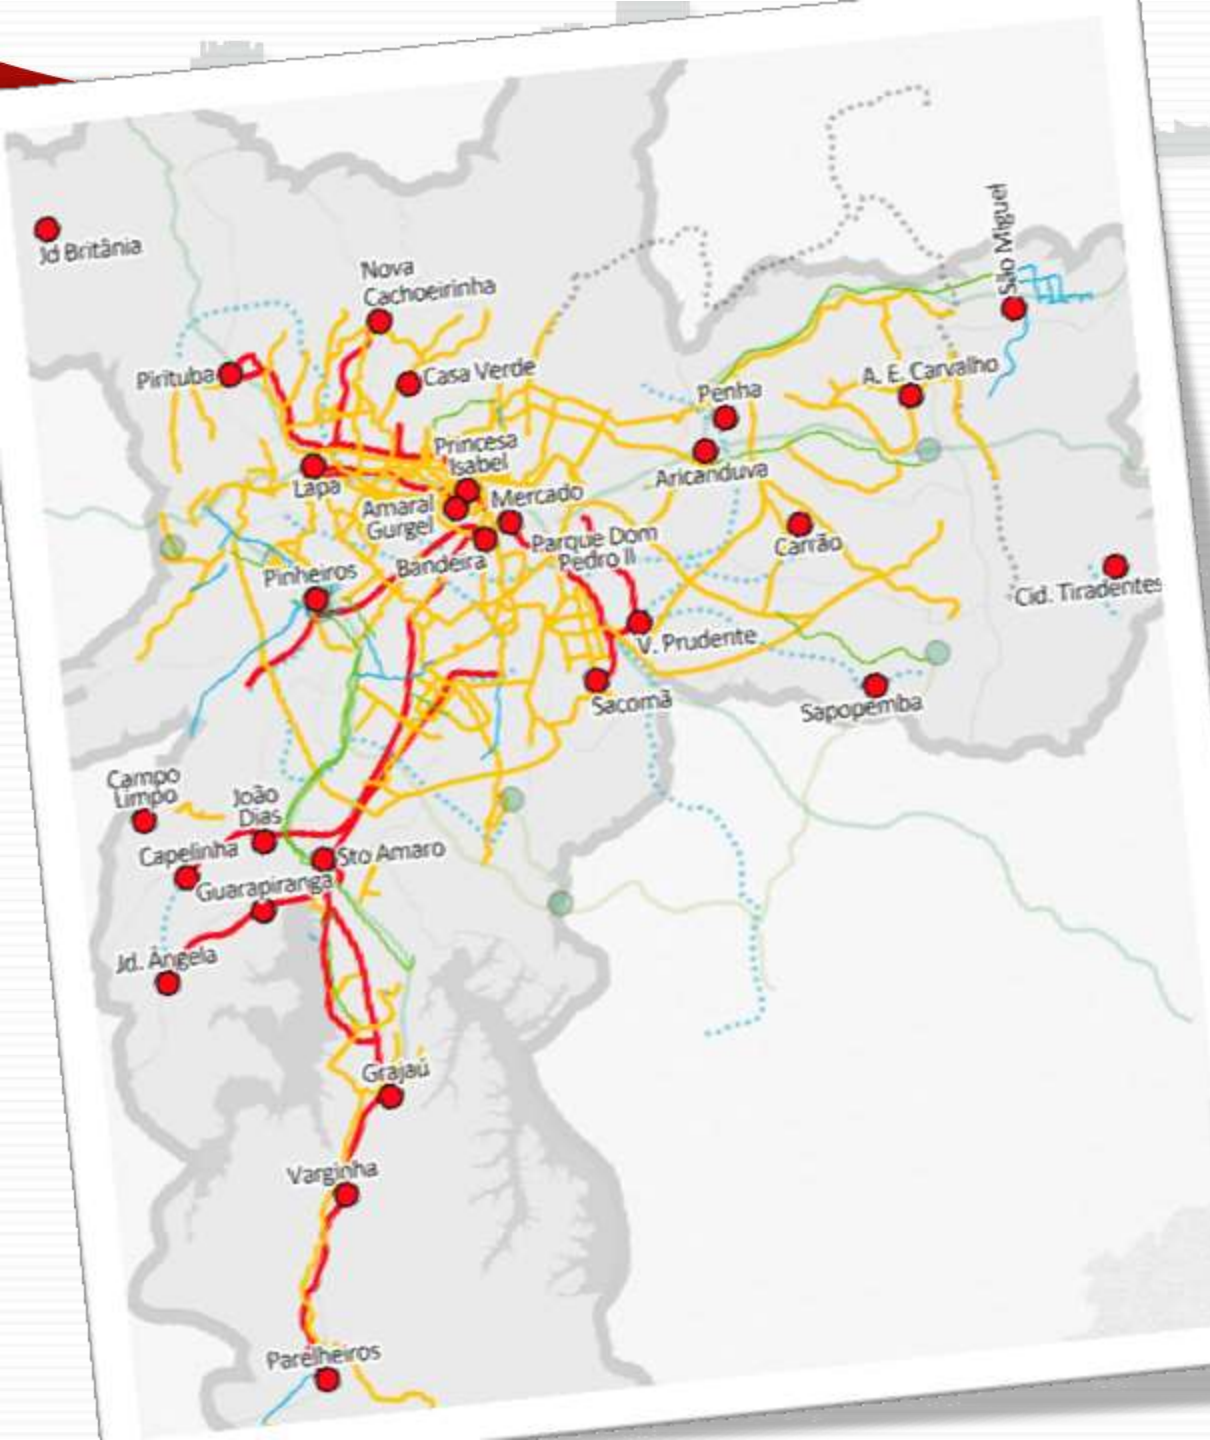 São Miguel
Jd Britânia
Nova
Cachoeirinha
Pirituba
Casa Verde
A. E. Carvalho
Penha
Princesa
Isabel
Lapa
Aricanduva
Amaral
Gurgel
Mercado
Parque Dom
Pedro II
Carrão
Bandeira
Pinheiros
Cid. Tiradentes
V. Prudente
Sacomã
Sapopemba
Campo
Limpo
João
Dias
Capelinha
Sto Amaro
Guarapiranga
Jd. Ângela
Grajaú
Varginha
Parelheiros